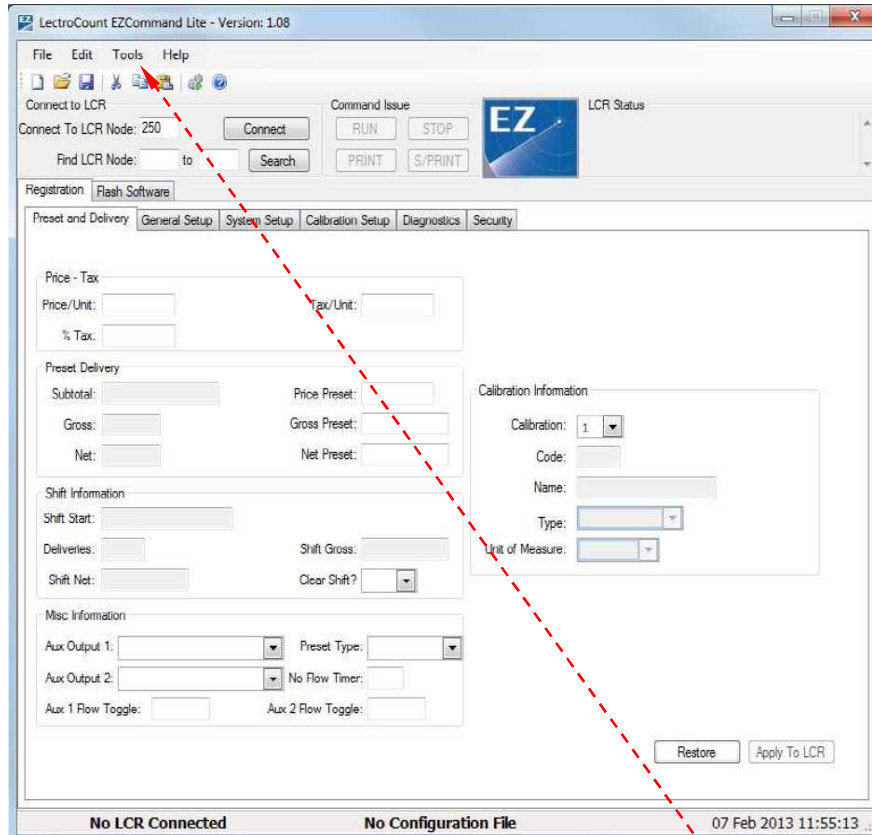 LectroCount EZCommand Lite - Version: 1.08
File Edit Tools Help
Connect to LCR
Command Issue
LCR Status
Connect To LCR Node: 250 Connect
RUN STOP
EZ
Find LCR Node: to Search
PRINT S/PRINT
Registration Flash Software
Preset and Delivery General Setup System Setup Calibration Setup Diagnostics Security
Price - Tax
Price/Unit: Tax/Unit:
% Tax:
Preset Delivery
Subtotal: Price Preset:
Gross: Gross Preset:
Net: Net Preset:
Calibration Information
Calibration: 1
Code:
Name:
Type:
Unit of Measure:
Shift Information
Shift Start:
Deliveries: Shift Gross:
Shift Net: Clear Shift?
Misc Information
Aux Output 1: Preset Type:
Aux Output 2: No Flow Timer:
Aux 1 Flow Toggle: Aux 2 Flow Toggle:
Restore Apply To LCR
No LCR Connected No Configuration File 07 Feb 2013 11:55:13